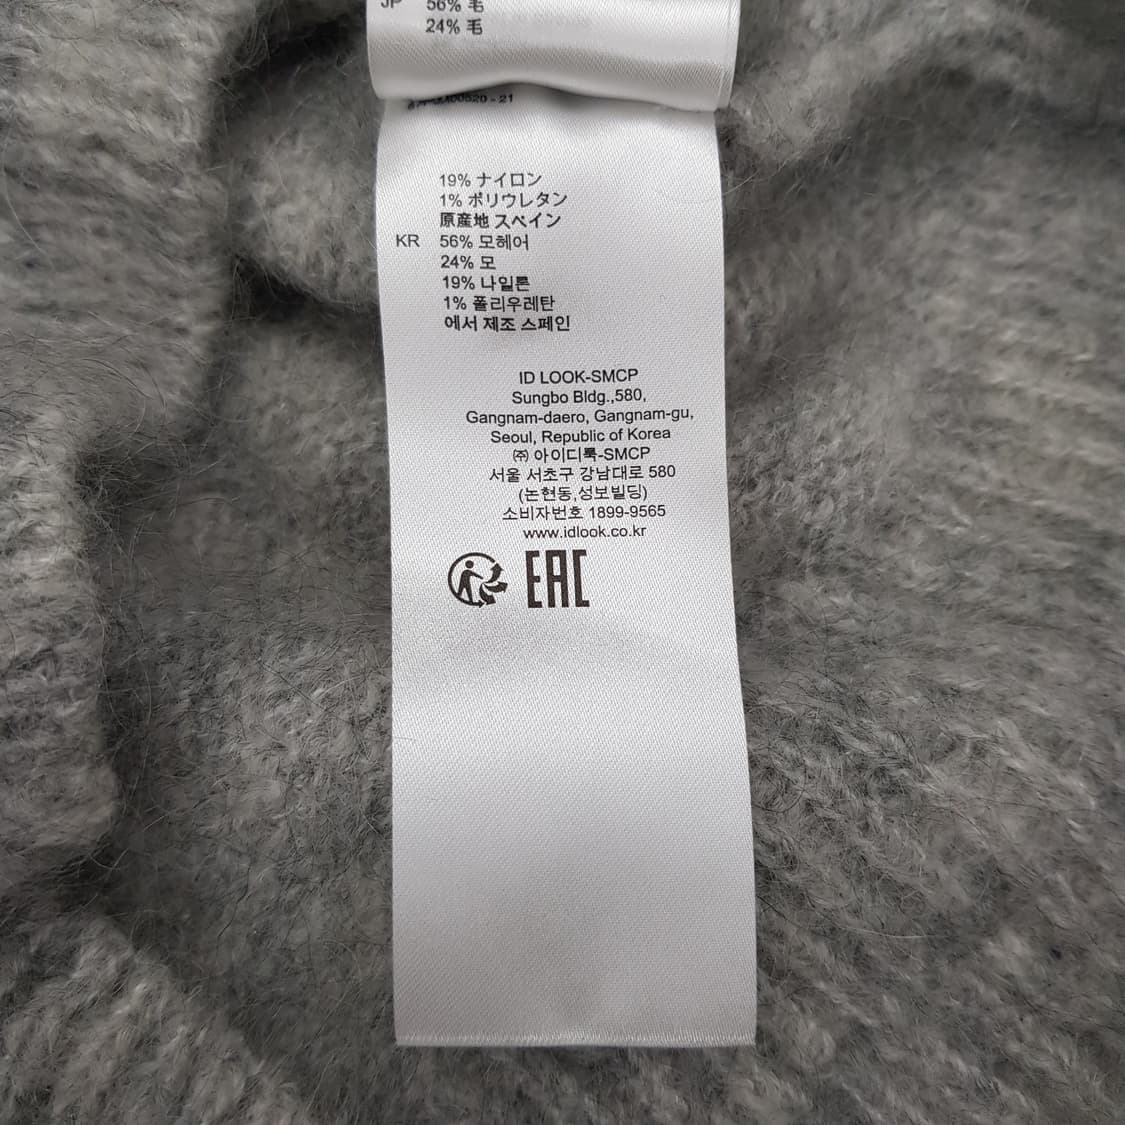 JP 56% 毛
24% 毛
19% ナイロン
1% ポリウレタン
原産地 スペイン
KR 56% 모헤어
24% 모
19% 나일론
1% 폴리우레탄
에서 제조 스페인
ID LOOK-SMCP
Sungbo Bldg.,580,
Gangnam-daero, Gangnam-gu,
Seoul, Republic of Korea
㈜ 아이디룩-SMCP
서울 서초구 강남대로 580
(논현동,성보빌딩)
소비자번호 1899-9565
www.idlook.co.kr
EAC